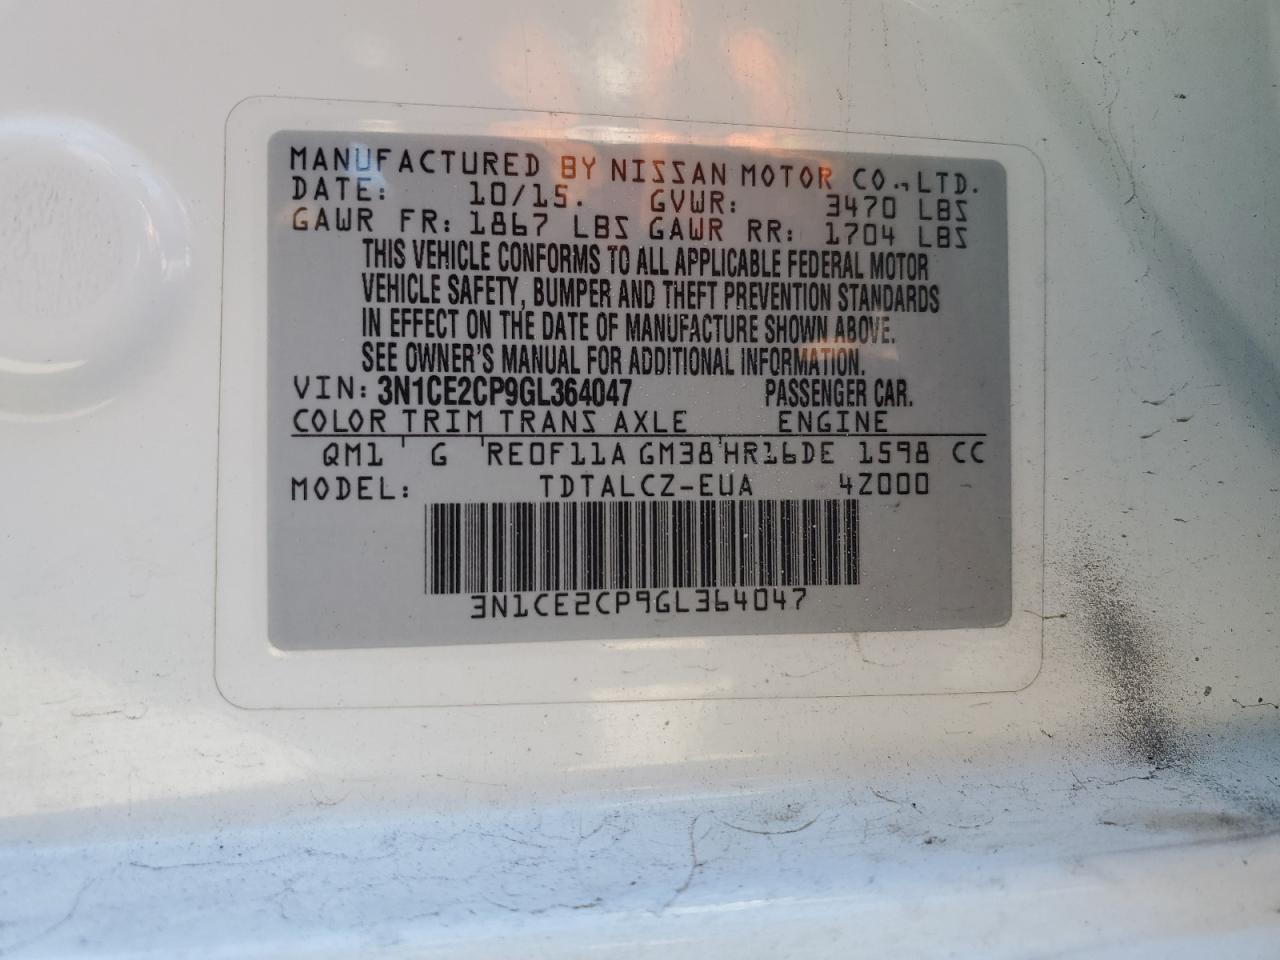 MANUFACTURED BY NISSAN MOTOR CO., LTD.
DATE: 10/15. GVWR: 3470 LBS
GAWR FR: 1867 LBS GAWR RR: 1704 LBS
THIS VEHICLE CONFORMS TO ALL APPLICABLE FEDERAL MOTOR
VEHICLE SAFETY, BUMPER AND THEFT PREVENTION STANDARDS
IN EFFECT ON THE DATE OF MANUFACTURE SHOWN ABOVE.
SEE OWNER'S MANUAL FOR ADDITIONAL INFORMATION.
VIN: 3N1CE2CP9GL364047 PASSENGER CAR.
COLOR TRIM TRANS AXLE ENGINE
QM1 G RE0F11A GM38 HR16DE 1598 CC
MODEL: TDTALCZ-EUA 4Z000
3N1CE2CP9GL364047